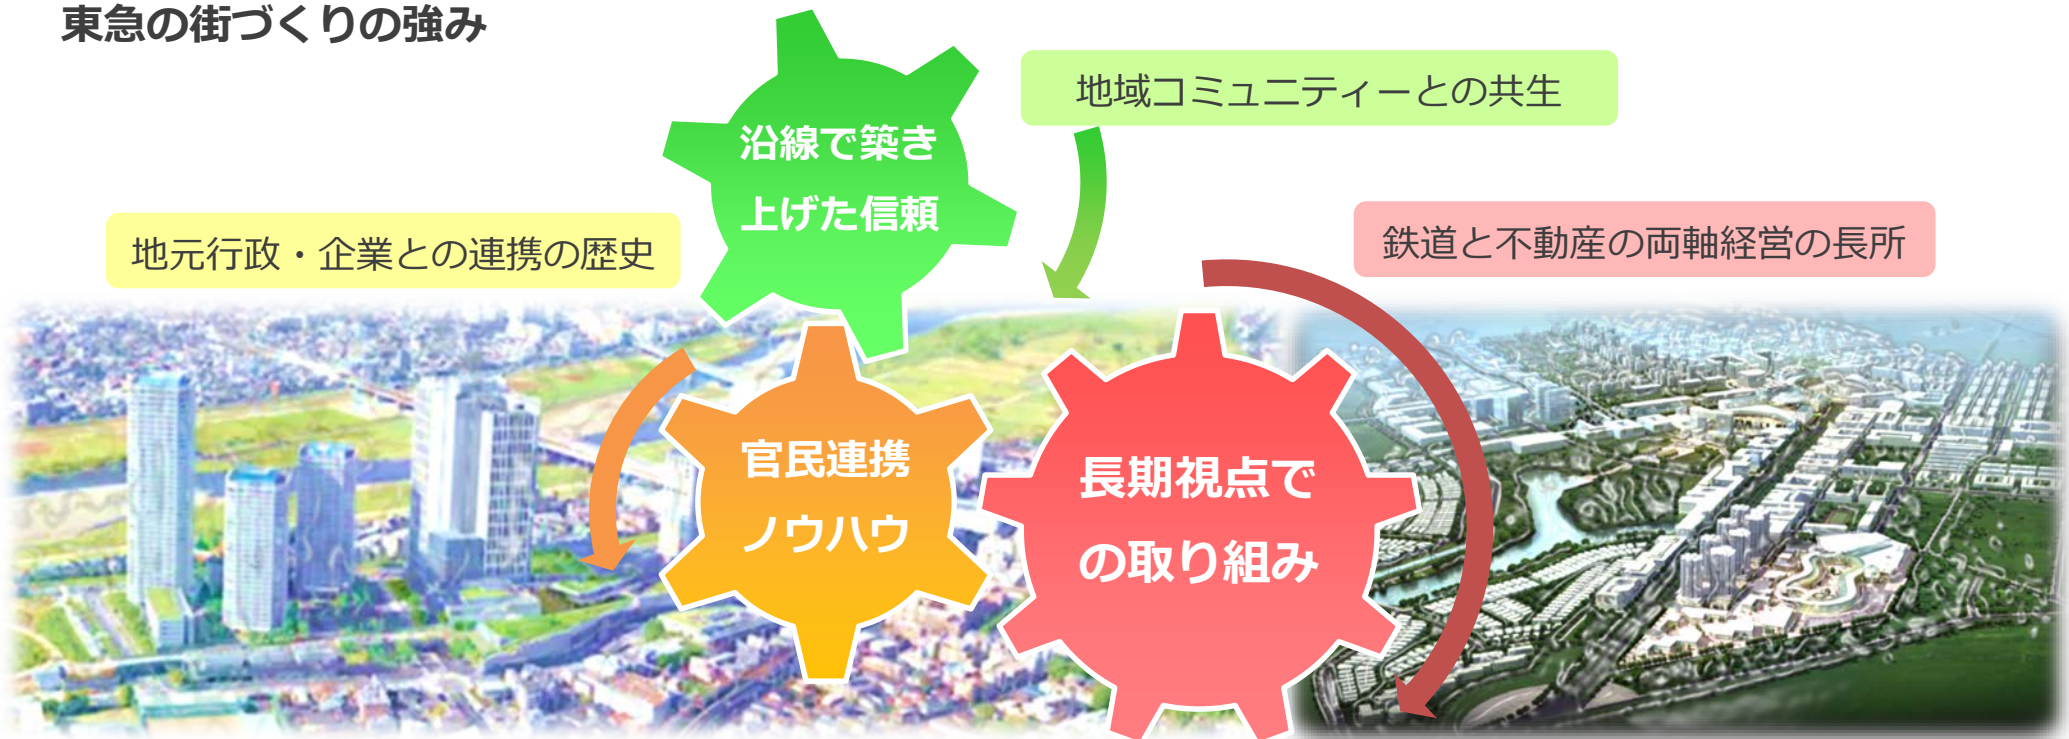 東急の街づくりの強み
地域コミュニティーとの共生
沿線で築き
上げた信頼
地元行政・企業との連携の歴史
鉄道と不動産の両軸経営の長所
官民連携
ノウハウ
長期視点で
の取り組み